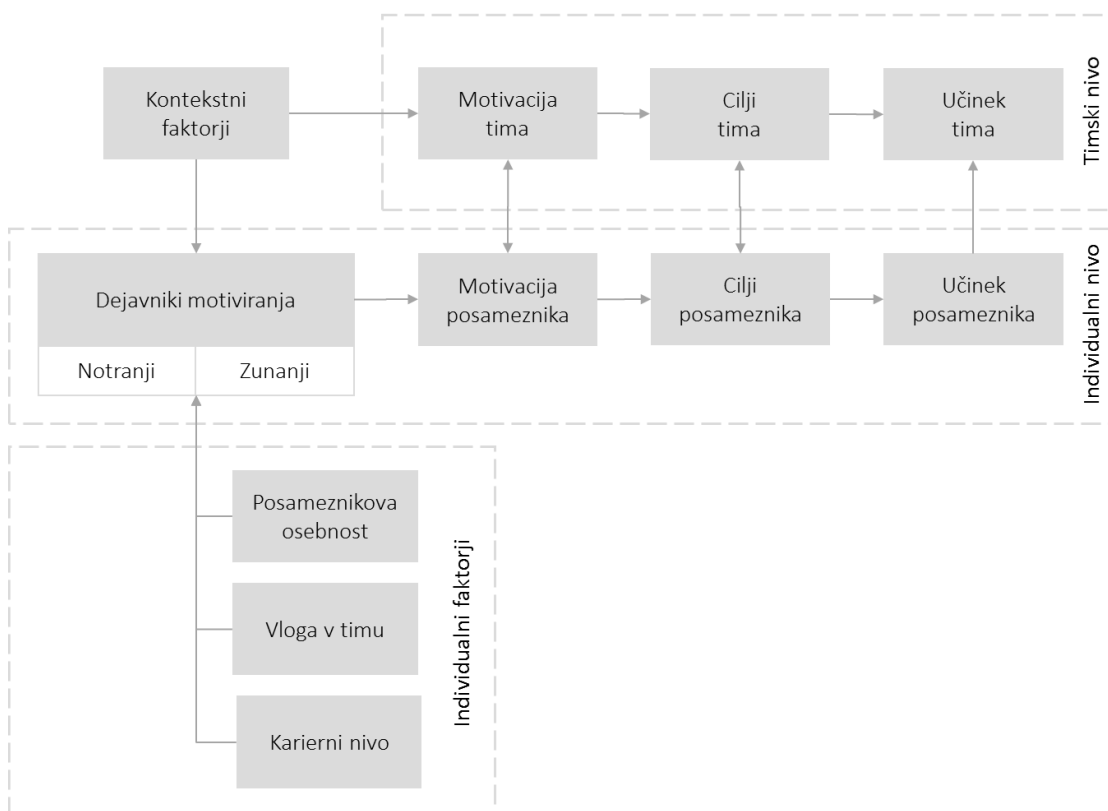 Kontekstni
faktorji
Motivacija
tima
Cilji
tima
Učinek
tima
Timski nivo
Dejavniki motiviranja
Notranji
Zunanji
Motivacija
posameznika
Cilji
posameznika
Učinek
posameznika
Individualni nivo
Posameznikova
osebnost
Vloga v timu
Karierni nivo
Individualni faktorji